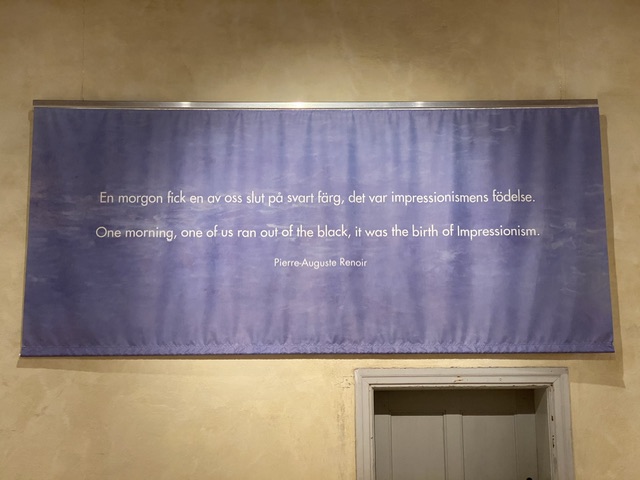 En morgon fick en av oss slut på svart färg, det var impressionismens födelse.
One morning, one of us ran out of the black, it was the birth of Impressionism.
Pierre-Auguste Renoir